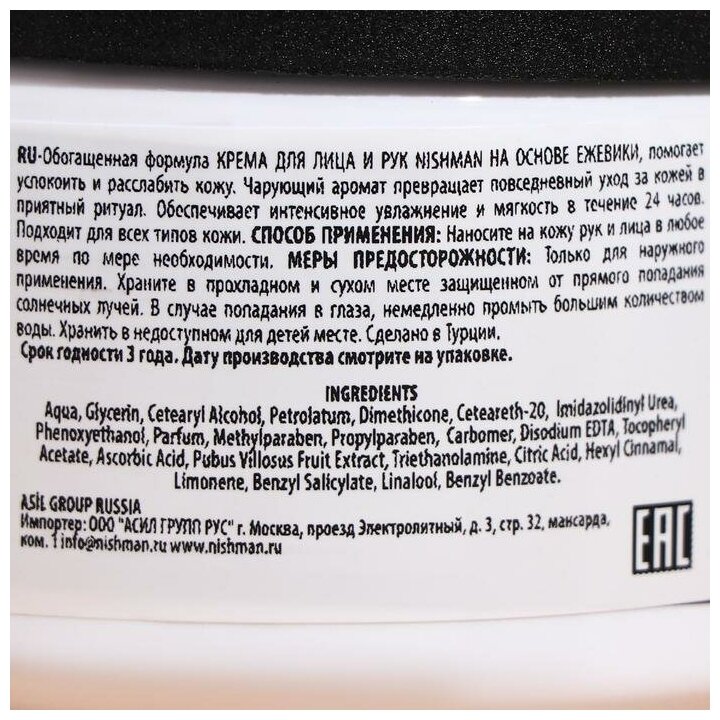 RU-Обогащенная формула КРЕМА ДЛЯ ЛИЦА И РУК NISHMAN НА ОСНОВЕ ЕЖЕВИКИ, помогает
успокоить и расслабить кожу. Чарующий аромат превращает повседневный уход за кожей в
приятный ритуал. Обеспечивает интенсивное увлажнение и мягкость в течение 24 часов.
Подходит для всех типов кожи. СПОСОБ ПРИМЕНЕНИЯ: Наносите на кожу рук и лица в любое
время по мере необходимости. МЕРЫ ПРЕДОСТОРОЖНОСТИ: Только для наружного
применения. Храните в прохладном и сухом месте защищенном от прямого попадания
солнечных лучей. В случае попадания в глаза, немедленно промыть большим количеством
воды. Хранить в недоступном для детей месте. Сделано в Турции.
Срок годности 3 года. Дату производства смотрите на упаковке.
INGREDIENTS
Aqua, Glycerin, Cetearyl Alcohol, Petrolatum, Dimethicone, Ceteareth-20, Imidazolidinyl Urea,
Phenoxyethanol, Parfum, Methylparaben, Propylparaben, Carbomer, Disodium EDTA, Tocopheryl
Acetate, Ascorbic Acid, Pubus Villosus Fruit Extract, Triethanolamine, Citric Acid, Hexyl Cinnamal,
Limonene, Benzyl Salicylate, Linalool, Benzyl Benzoate.
ASİL GROUP RUSSIA
Импортер: ООО "АСИЛ ГРУПП РУС" г. Москва, проезд Электролитный, д. 3, стр. 32, мансарда,
ком. 1 info@nishman.ru www.nishman.ru
EAC